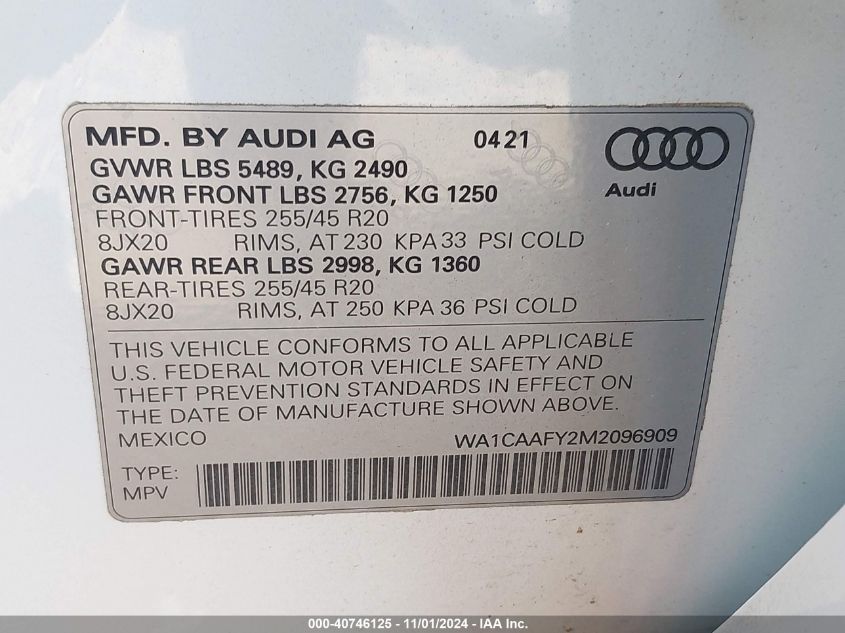 MFD. BY AUDI AG 0421
GVWR LBS 5489, KG 2490
GAWR FRONT LBS 2756, KG 1250
Audi
FRONT-TIRES 255/45 R20
8JX20 RIMS, AT 230 KPA 33 PSI COLD
GAWR REAR LBS 2998, KG 1360
REAR-TIRES 255/45 R20
8JX20 RIMS, AT 250 KPA 36 PSI COLD
THIS VEHICLE CONFORMS TO ALL APPLICABLE
U.S. FEDERAL MOTOR VEHICLE SAFETY AND
THEFT PREVENTION STANDARDS IN EFFECT ON
THE DATE OF MANUFACTURE SHOWN ABOVE.
MEXICO WA1CAAFY2M2096909
TYPE:
MPV
000-40746125 - 11/01/2024 - IAA Inc.